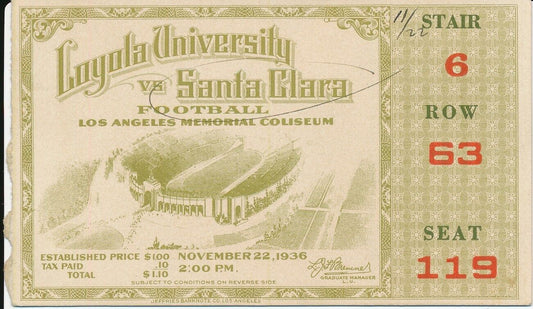 Loyola University
VS Santa Clara
FOOTBALL
LOS ANGELES MEMORIAL COLISEUM
ESTABLISHED PRICE $1.00
TAX PAID .10
TOTAL $1.10
NOVEMBER 22, 1936
2:00 P.M.
GRADUATE MANAGER
L.U.
SUBJECT TO CONDITIONS ON REVERSE SIDE
JEFFRIES BANKNOTE CO. LOS ANGELES
11/22
STAIR
6
ROW
63
SEAT
119